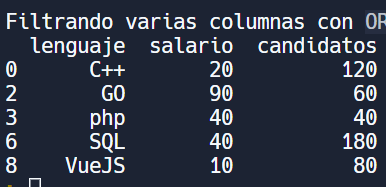 Filtrando varias columnas con OR
lenguaje salario candidatos
0 C++ 20 120
2 GO 90 60
3 php 40 40
6 SQL 40 180
8 VueJS 10 80